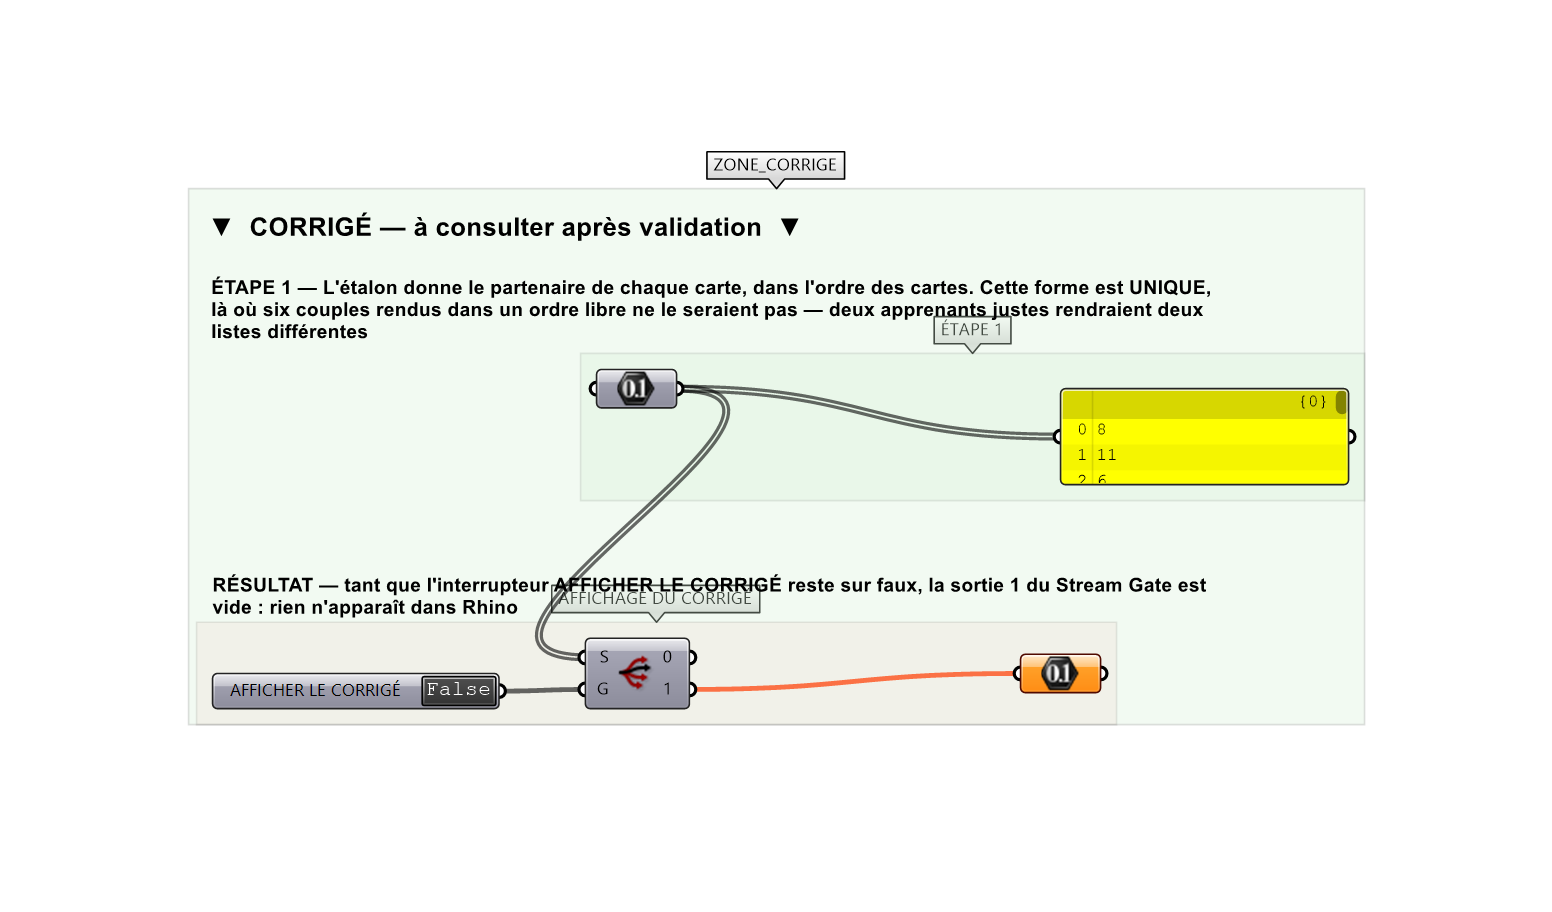 ZONE_CORRIGE
▼ CORRIGÉ — à consulter après validation ▼
ÉTAPE 1 — L'étalon donne le partenaire de chaque carte, dans l'ordre des cartes. Cette forme est UNIQUE,
là où six couples rendus dans un ordre libre ne le seraient pas — deux apprenants justes rendraient deux
listes différentes
ÉTAPE 1
0.1
{0}
0 8
1 11
2 6
RÉSULTAT — tant que l'interrupteur AFFICHER LE CORRIGÉ reste sur faux, la sortie 1 du Stream Gate est
vide : rien n'apparaît dans Rhino
AFFICHAGE DU CORRIGÉ
S 0
G 1
AFFICHER LE CORRIGÉ False
0.1